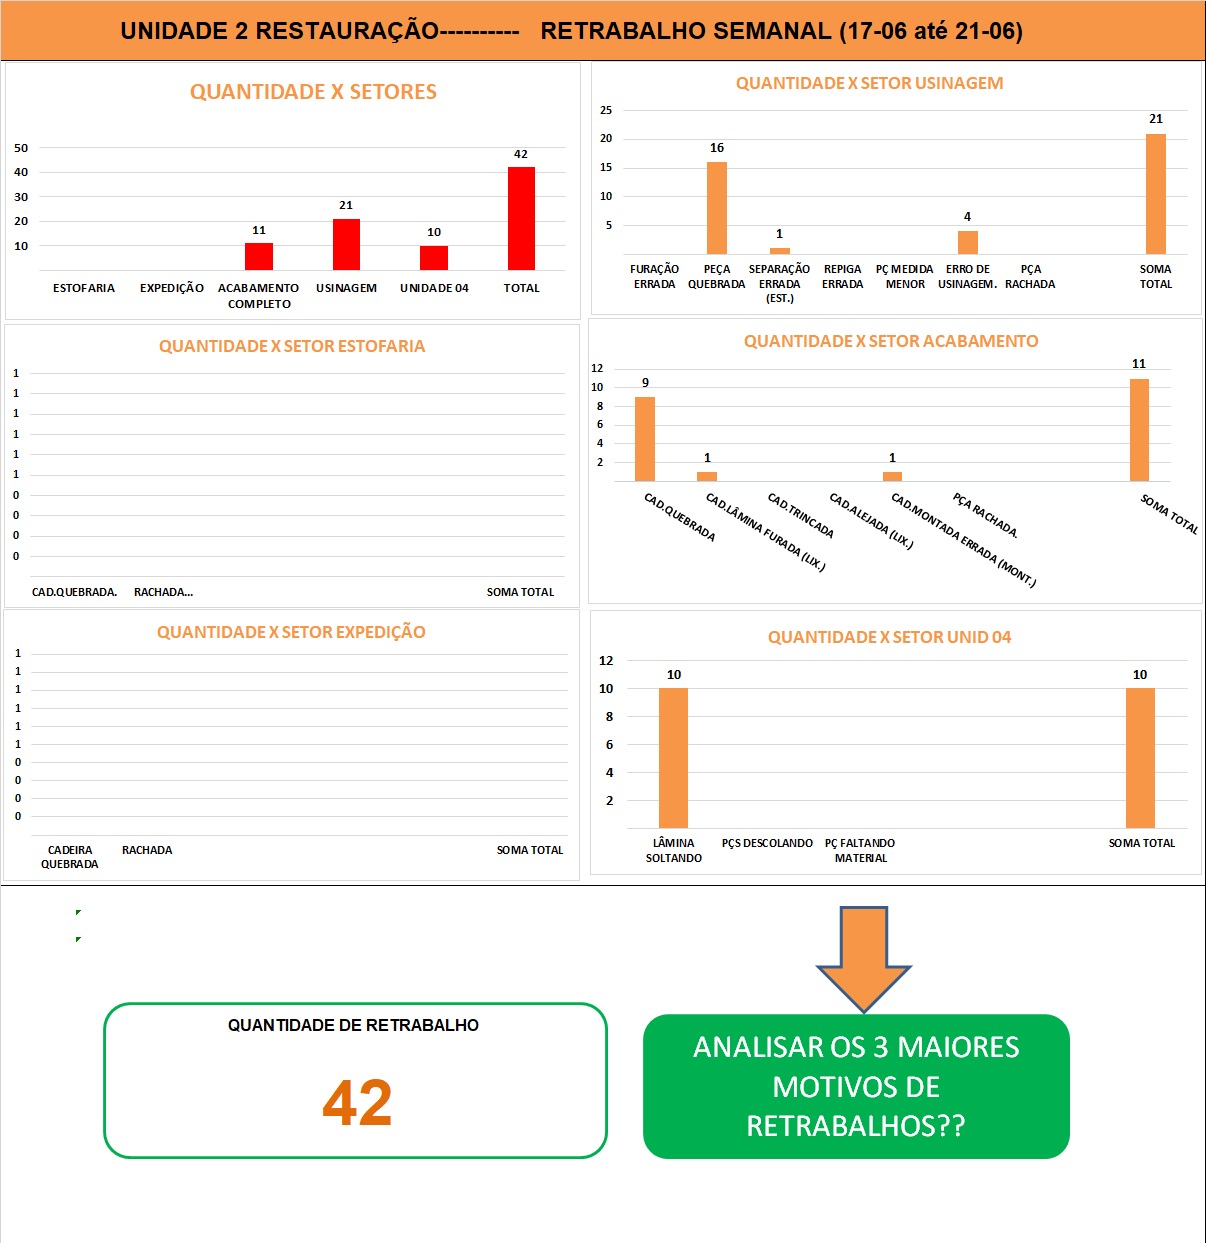 UNIDADE 2 RESTAURAÇÃO---------- RETRABALHO SEMANAL (17-06 até 21-06)
QUANTIDADE X SETORES
50
40
30
20
10
11
21
10
42
ESTOFARIA EXPEDIÇÃO ACABAMENTO USINAGEM UNIDADE 04 TOTAL
COMPLETO
QUANTIDADE X SETOR USINAGEM
25
20
15
10
5
16
1
4
21
FURAÇÃO PEÇA SEPARAÇÃO REPIGA PÇ MEDIDA ERRO DE PÇA SOMA
ERRADA QUEBRADA ERRADA ERRADA MENOR USINAGEM. RACHADA TOTAL
(EST.)
QUANTIDADE X SETOR ESTOFARIA
1
1
1
1
1
1
0
0
0
0
CAD.QUEBRADA. RACHADA... SOMA TOTAL
QUANTIDADE X SETOR ACABAMENTO
12
10
8
6
4
2
9
1
1
11
CAD.QUEBRADA
CAD.LÂMINA FURADA (LIX.)
CAD.TRINCADA
CAD.ALEJADA (LIX.)
CAD.MONTADA ERRADA (MONT.)
PÇA RACHADA.
SOMA TOTAL
QUANTIDADE X SETOR EXPEDIÇÃO
1
1
1
1
1
1
0
0
0
0
CADEIRA RACHADA SOMA TOTAL
QUEBRADA
QUANTIDADE X SETOR UNID 04
12
10
8
6
4
2
10
10
LÂMINA PÇS DESCOLANDO PÇ FALTANDO SOMA TOTAL
SOLTANDO MATERIAL
QUANTIDADE DE RETRABALHO
42
ANALISAR OS 3 MAIORES
MOTIVOS DE
RETRABALHOS??